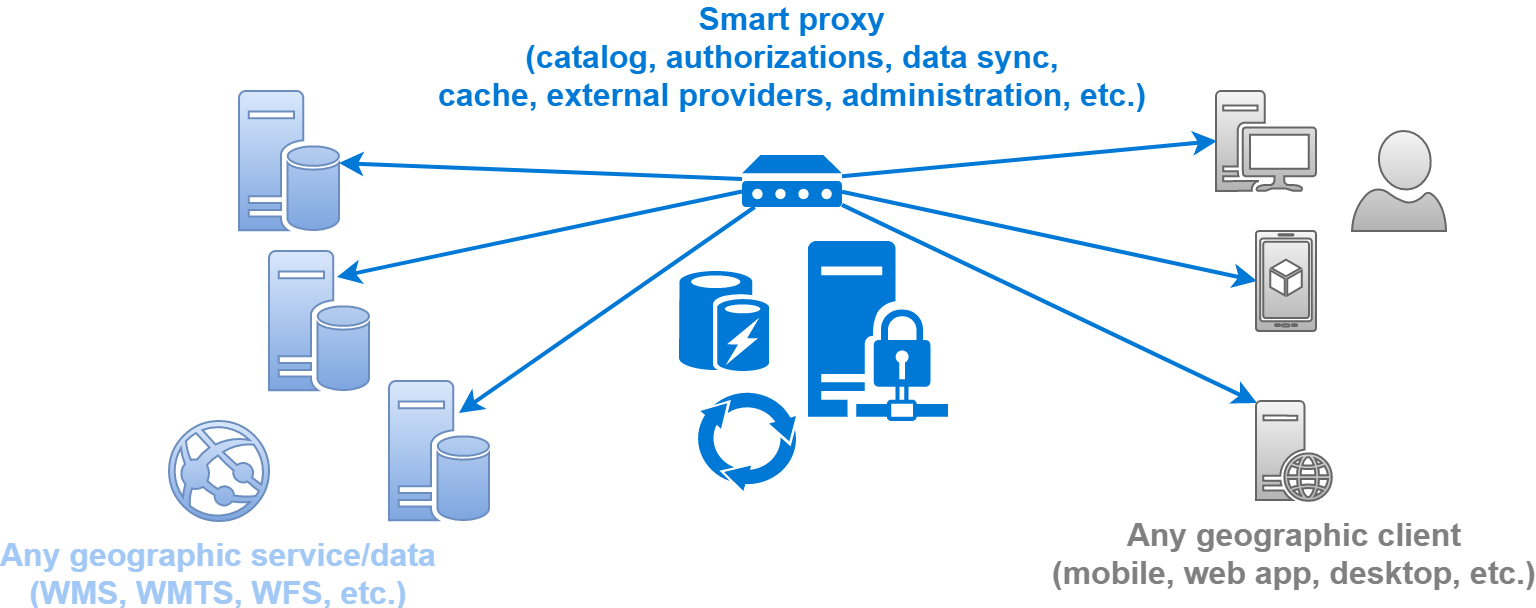 Smart proxy
(catalog, authorizations, data sync,
cache, external providers, administration, etc.)
Any geographic service/data
(WMS, WMTS, WFS, etc.)
Any geographic client
(mobile, web app, desktop, etc.)